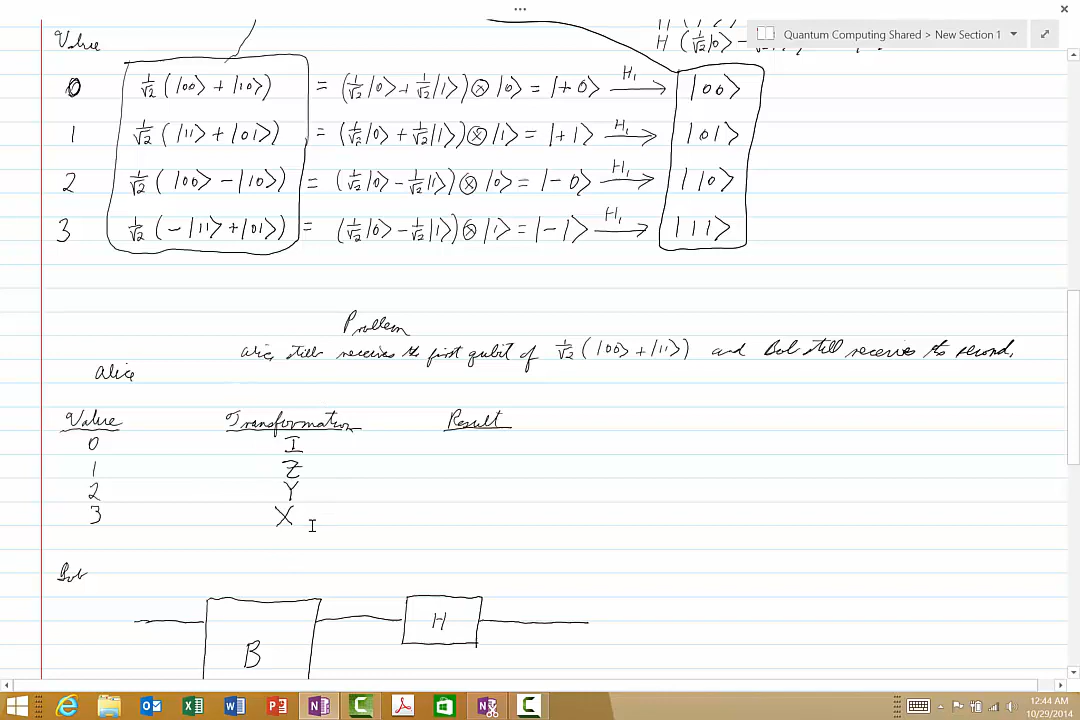 Quantum Computing Shared > New Section 1
Value
0 1/√2 (|00> + |10>) = (1/√2|0> + 1/√2|1>)⊗|0> = |+0> H₁→ |00>
1 1/√2 (|11> + |01>) = (1/√2|0> + 1/√2|1>)⊗|1> = |+1> H₁→ |01>
2 1/√2 (|00> - |10>) = (1/√2|0> - 1/√2|1>)⊗|0> = |-0> H₁→ |10>
3 1/√2 (-|11> + |01>) = (1/√2|0> - 1/√2|1>)⊗|1> = |-1> H₁→ |11>
Problem
Alice still receives the first qubit of 1/√2 (|00> + |11>) and Bob still receives the second.
Alice
Value Transformation Result
0 I
1 Z
2 Y
3 X
Bob
H
B
12:44 AM
10/29/2014